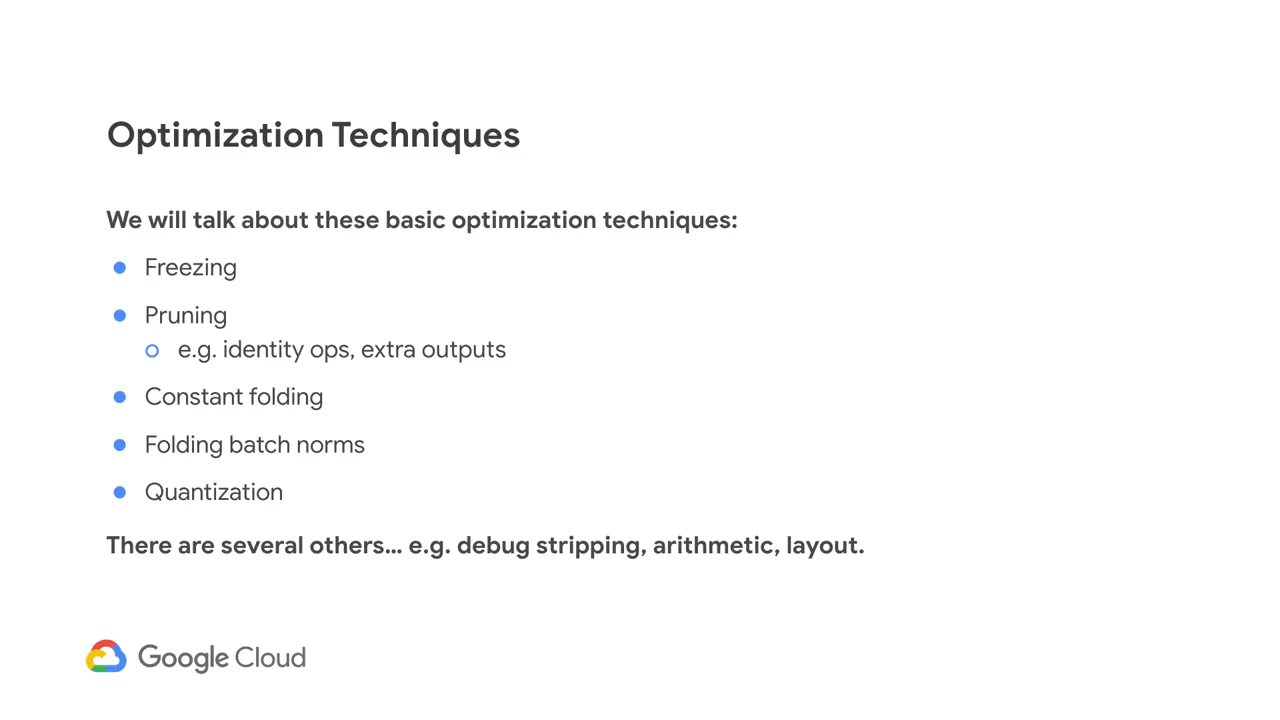 Optimization Techniques
We will talk about these basic optimization techniques:
Freezing
Pruning
e.g. identity ops, extra outputs
Constant folding
Folding batch norms
Quantization
There are several others... e.g. debug stripping, arithmetic, layout.
Google Cloud